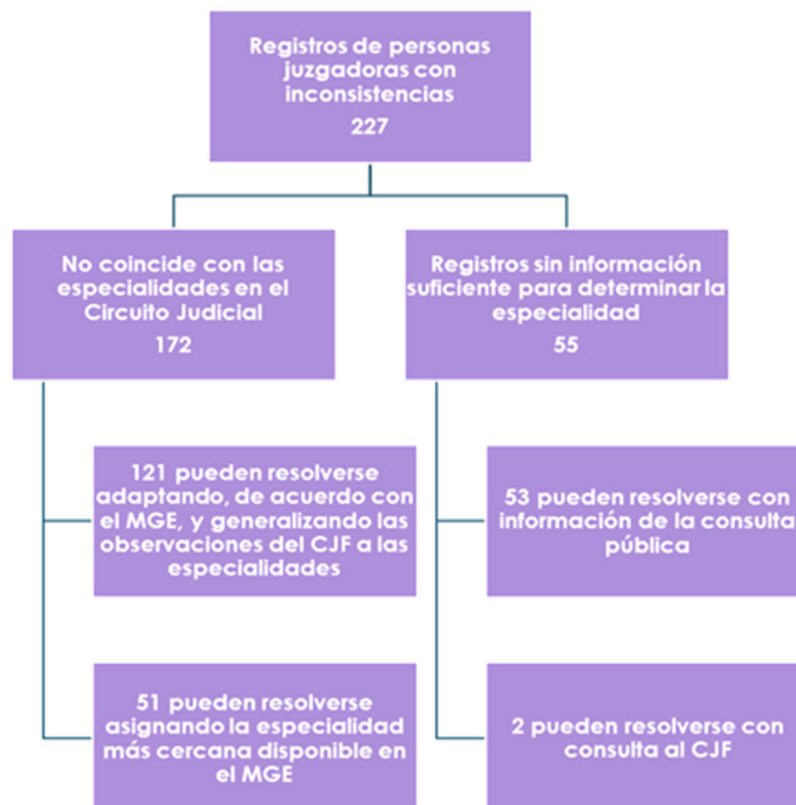 Registros de personas
juzgadoras con
inconsistencias
227
No coincide con las
especialidades en el
Circuito Judicial
172
Registros sin información
suficiente para determinar la
especialidad
55
121 pueden resolverse
adaptando, de acuerdo con
el MGE, y generalizando las
observaciones del CJF a las
especialidades
53 pueden resolverse con
información de la consulta
pública
51 pueden resolverse
asignando la especialidad
más cercana disponible en
el MGE
2 pueden resolverse con
consulta al CJF